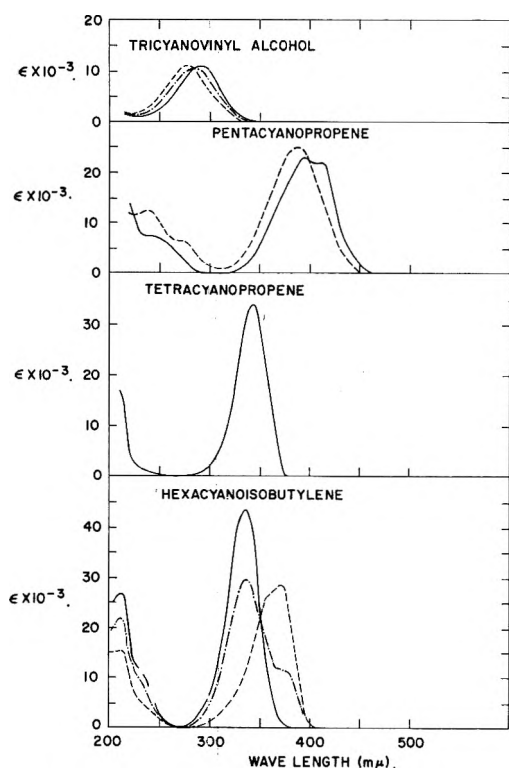 20
TRICYANOVINYL ALCOHOL
ϵ X 10⁻³.
10
0
PENTACYANOPROPENE
20
ϵ X 10⁻³.
10
0
TETRACYANOPROPENE
30
ϵ X 10⁻³.
20
10
0
HEXACYANOISOBUTYLENE
40
30
ϵ X 10⁻³.
20
10
0
200 300 400 500
WAVE LENGTH (mμ).